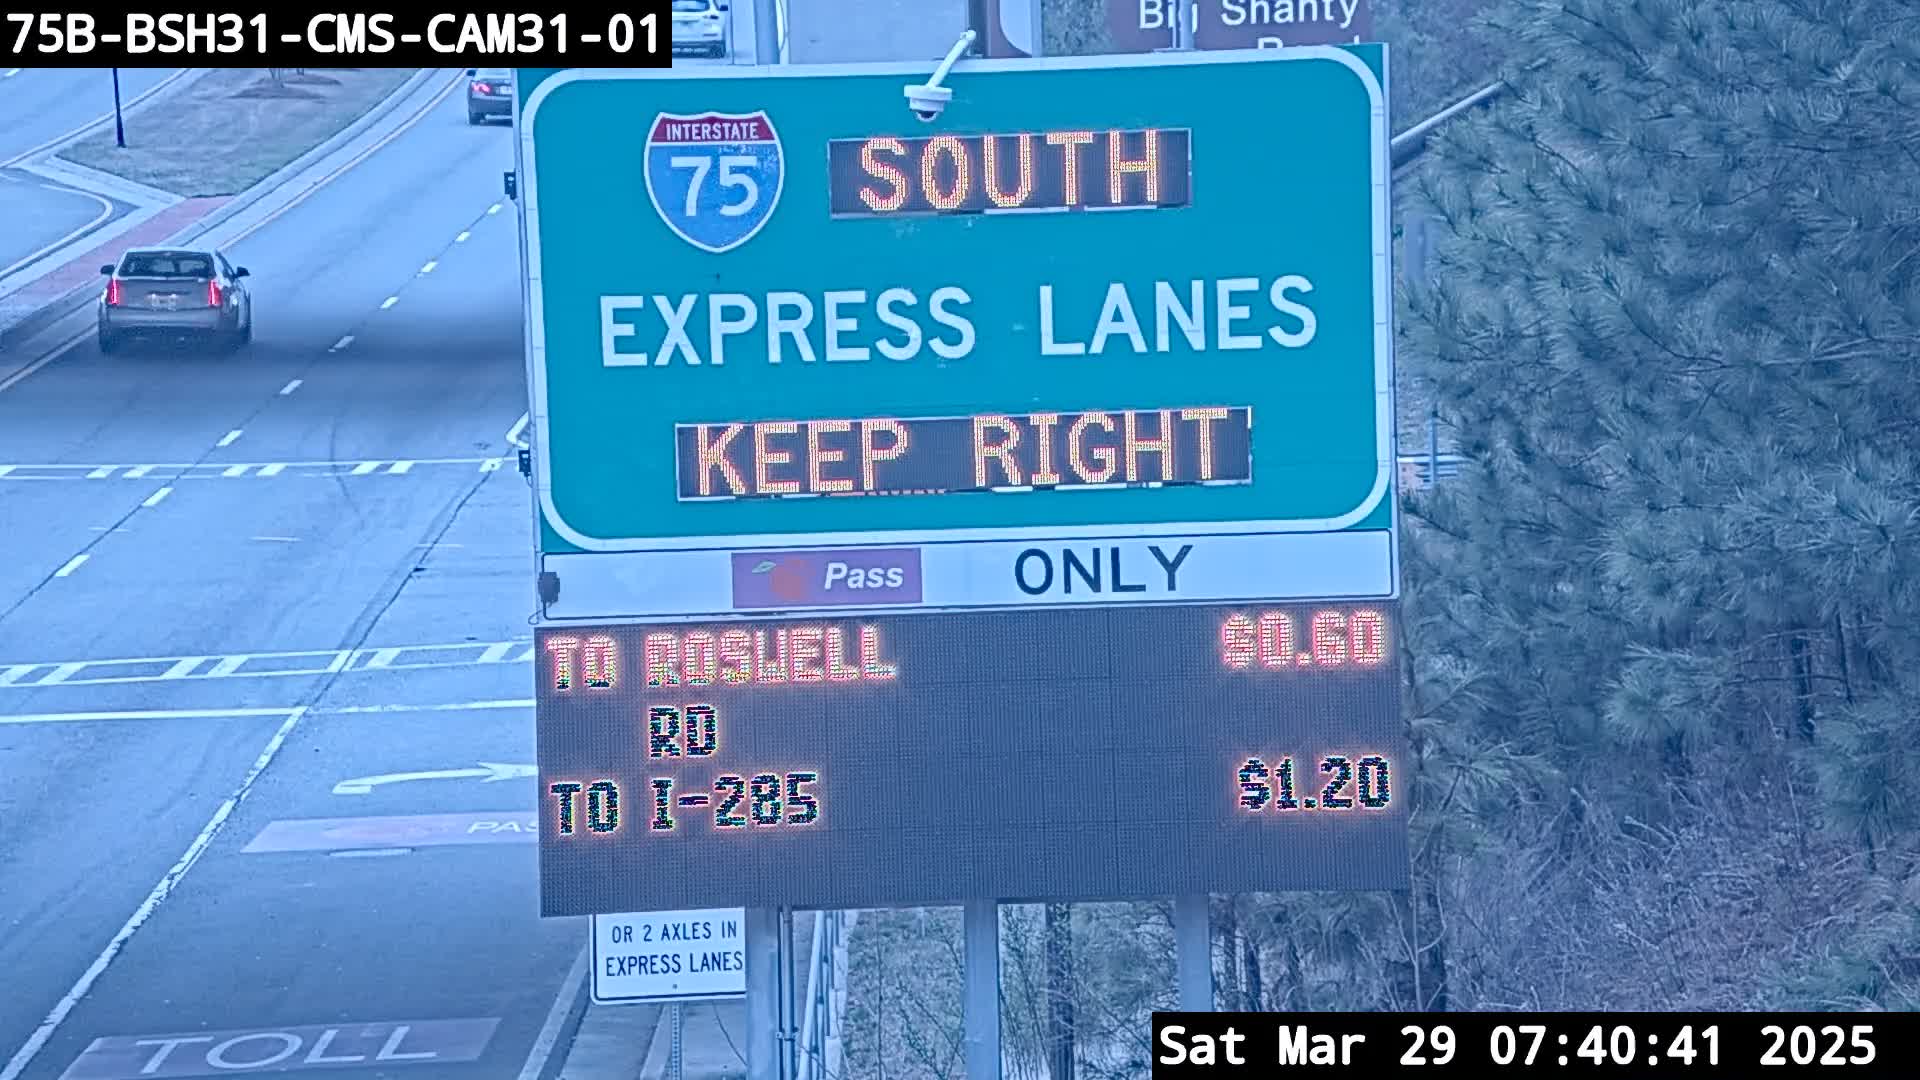 75B-BSH31-CMS-CAM31-01
Big Shanty
INTERSTATE
75
SOUTH
EXPRESS LANES
KEEP RIGHT
Pass ONLY
TO ROSWELL $0.60
RD
TO I-285 $1.20
OR 2 AXLES IN
EXPRESS LANES
TOLL
Sat Mar 29 07:40:41 2025